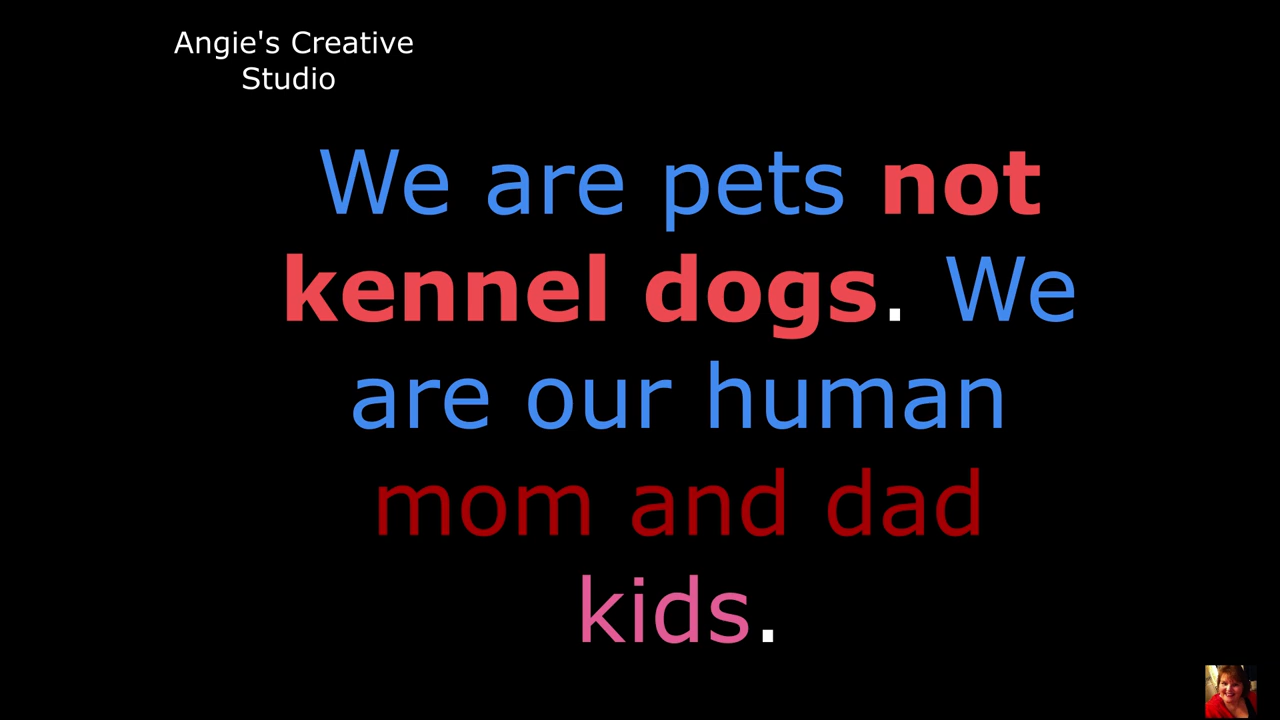 Angie's Creative
Studio
We are pets not
kennel dogs. We
are our human
mom and dad
kids.